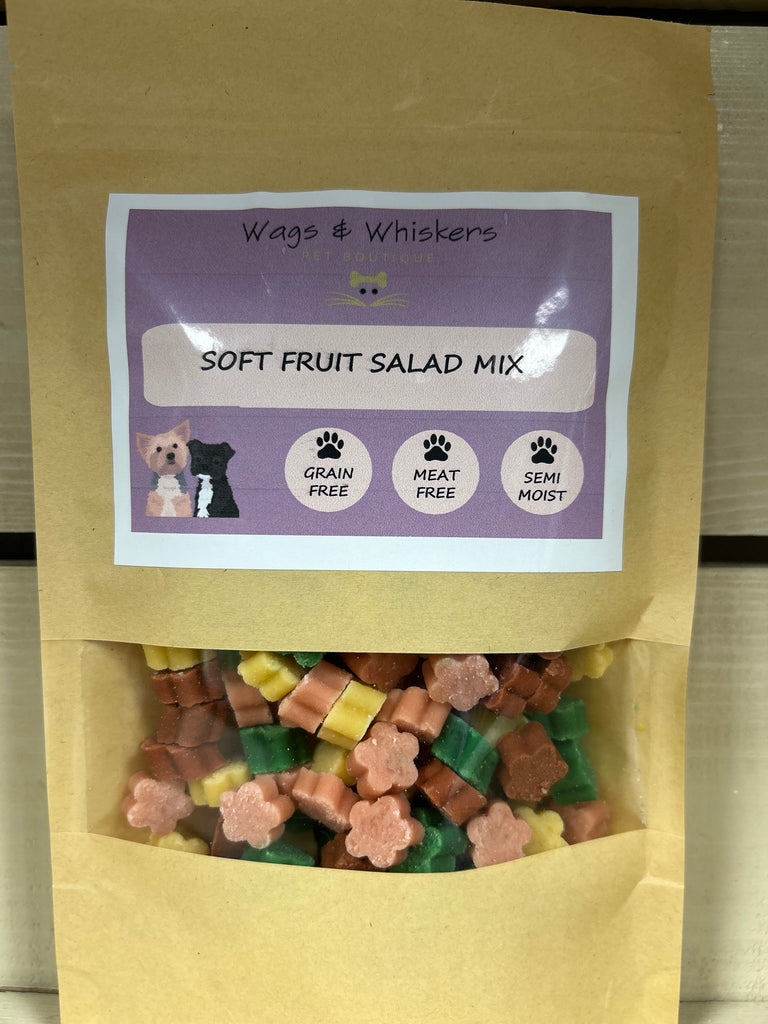 Wags & Whiskers
PET BOUTIQUE
SOFT FRUIT SALAD MIX
GRAIN
FREE
MEAT
FREE
SEMI
MOIST